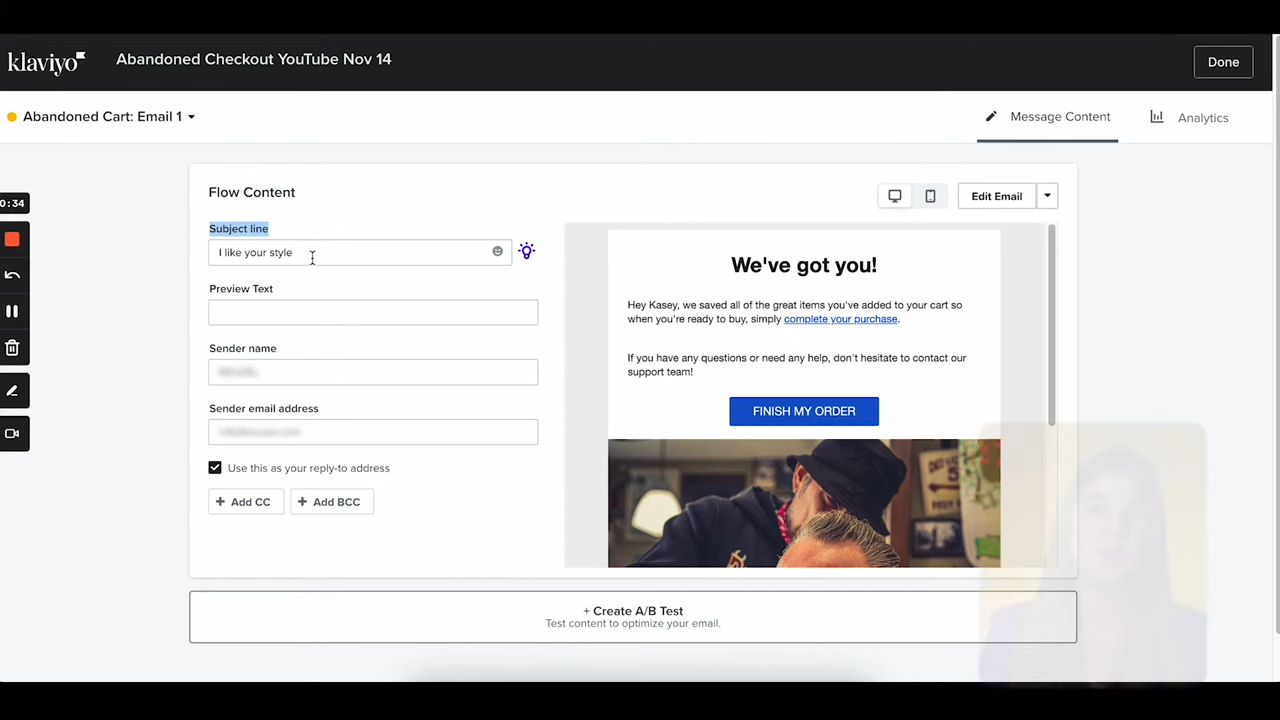 klaviyo
Abandoned Checkout YouTube Nov 14
Done
Abandoned Cart: Email 1
Message Content
Analytics
0:34
Flow Content
Edit Email
Subject line
I like your style
Preview Text
Sender name
Sender email address
Use this as your reply-to address
+ Add CC
+ Add BCC
We've got you!
Hey Kasey, we saved all of the great items you've added to your cart so
when you're ready to buy, simply complete your purchase.
If you have any questions or need any help, don't hesitate to contact our
support team!
FINISH MY ORDER
+ Create A/B Test
Test content to optimize your email.